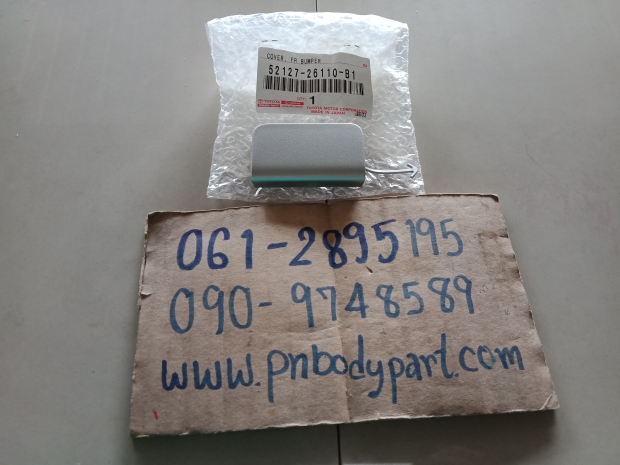 COVER, FR BUMPER
52127-26110-B1
1
TOYOTA MOTOR CORPORATION
MADE IN JAPAN
061-2895195
090-9748589
www.pnbodypart.com